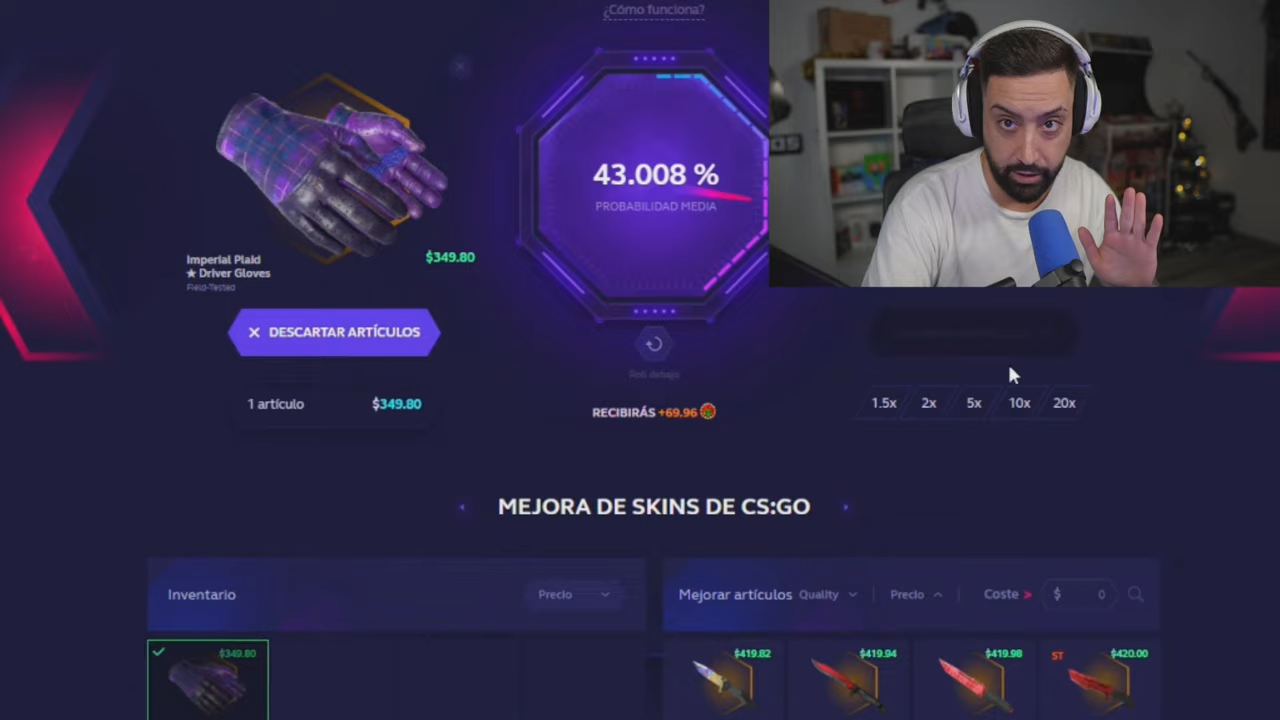 ¿Cómo funciona?
43.008 %
PROBABILIDAD MEDIA
Imperial Plaid
★ Driver Gloves
Field-Tested
$349.80
✕ DESCARTAR ARTÍCULOS
1 artículo
$349.80
Roll debajo
RECIBIRÁS +69.96
1.5x
2x
5x
10x
20x
MEJORA DE SKINS DE CS:GO
Inventario
Precio
Mejorar artículos
Quality
Precio
Coste >
$ 0
$349.80
$419.82
$419.94
$419.98
ST
$420.00